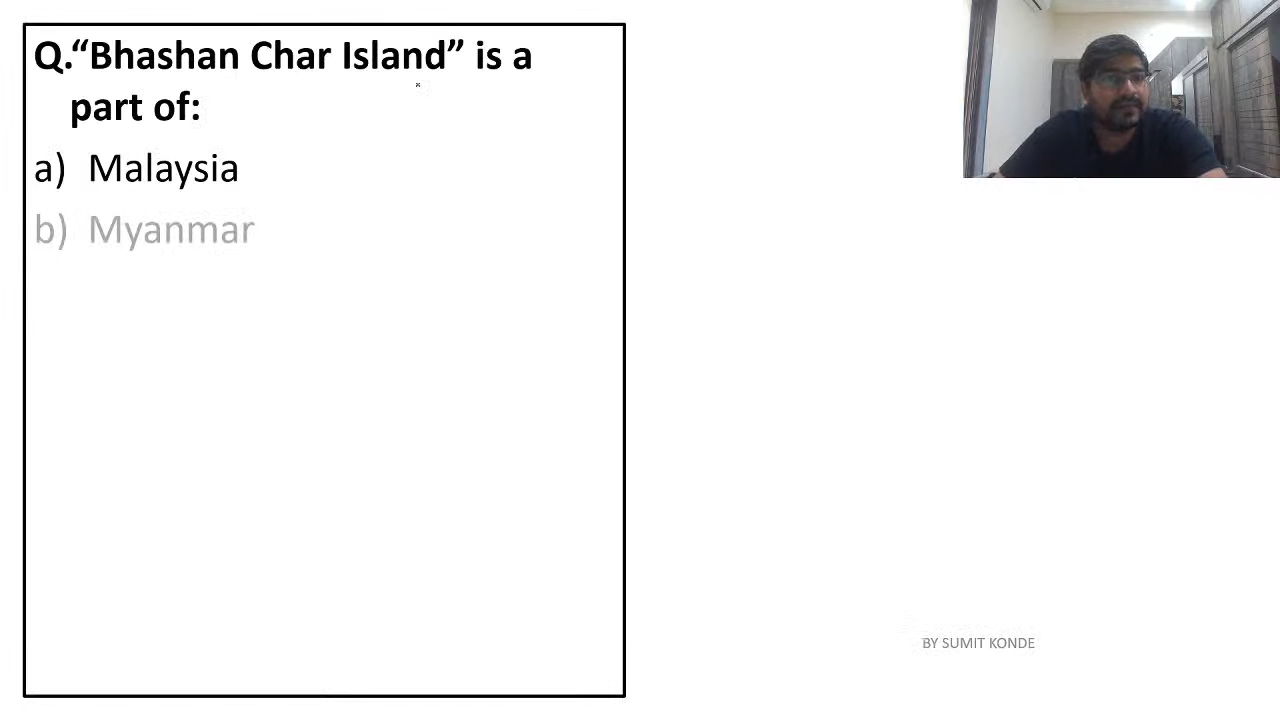 Q.“Bhashan Char Island” is a
part of:
a) Malaysia
b) Myanmar
BY SUMIT KONDE